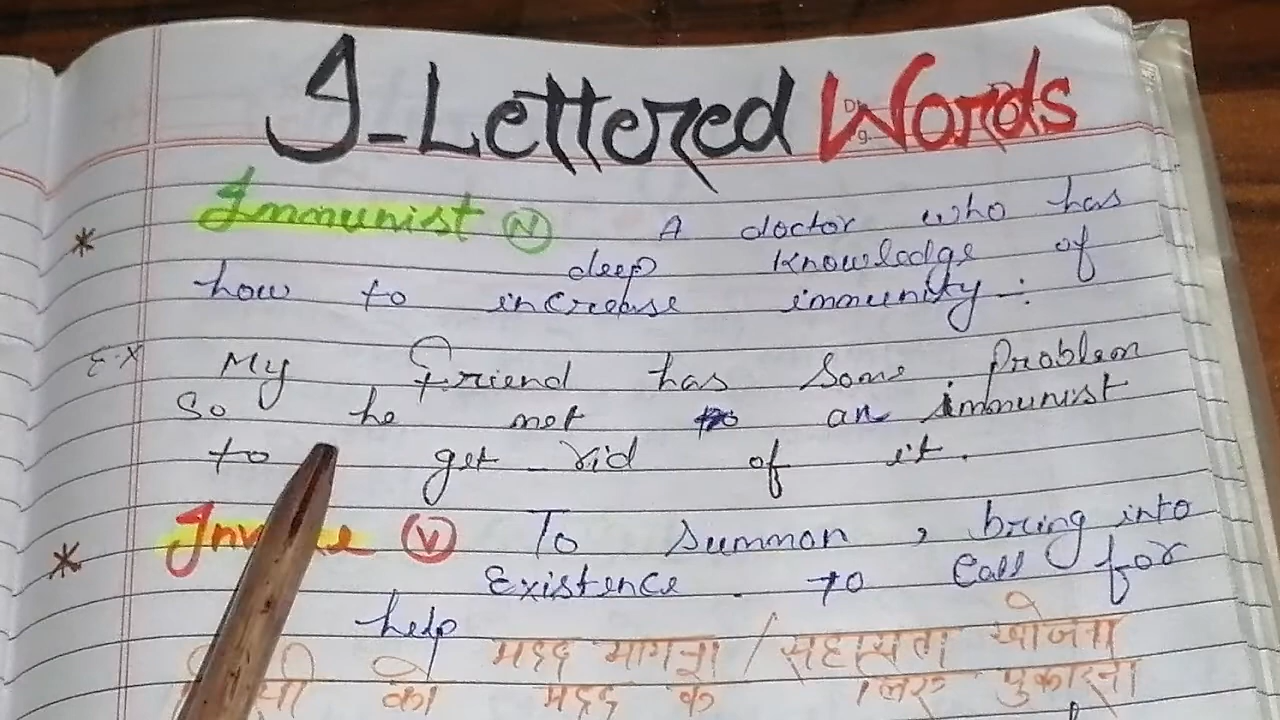 I-Lettered Words
* Immunist (N) A doctor who has
deep knowledge of
how to increase immunity :
Ex My friend has some problem
So he met to an immunist
to get rid of it.
* (V) To summon, bring into
Existence. To call for
help
मदद मांगना / सहायता खोजना
को मदद के लिए पुकारना